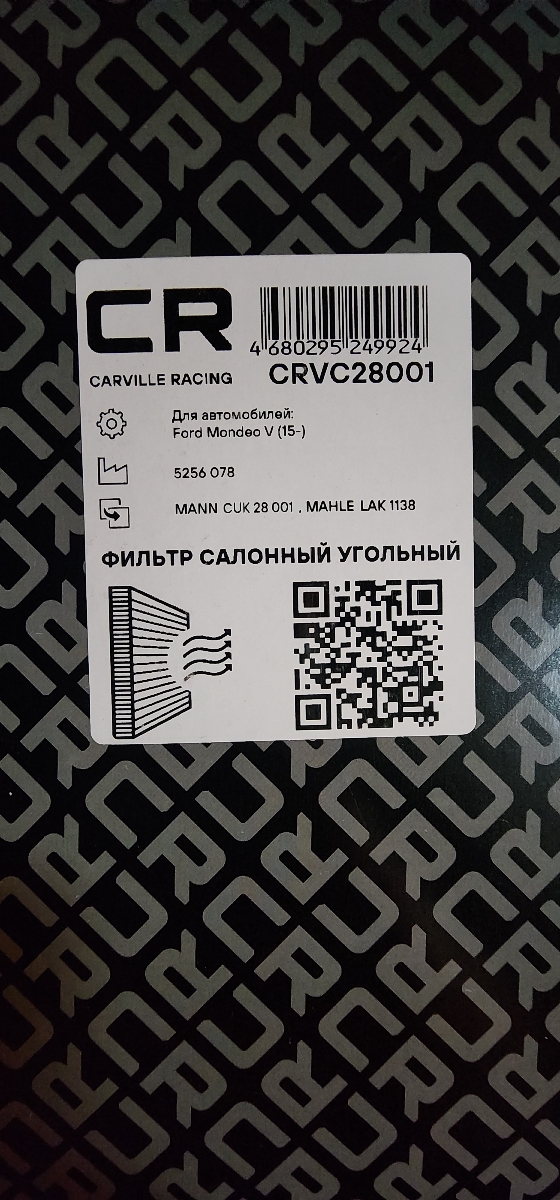 CR
4 680295 249924
CARVILLE RACING
CRVC28001
Для автомобилей:
Ford Mondeo V (15-)
5256 078
MANN CUK 28 001 , MAHLE LAK 1138
ФИЛЬТР САЛОННЫЙ УГОЛЬНЫЙ